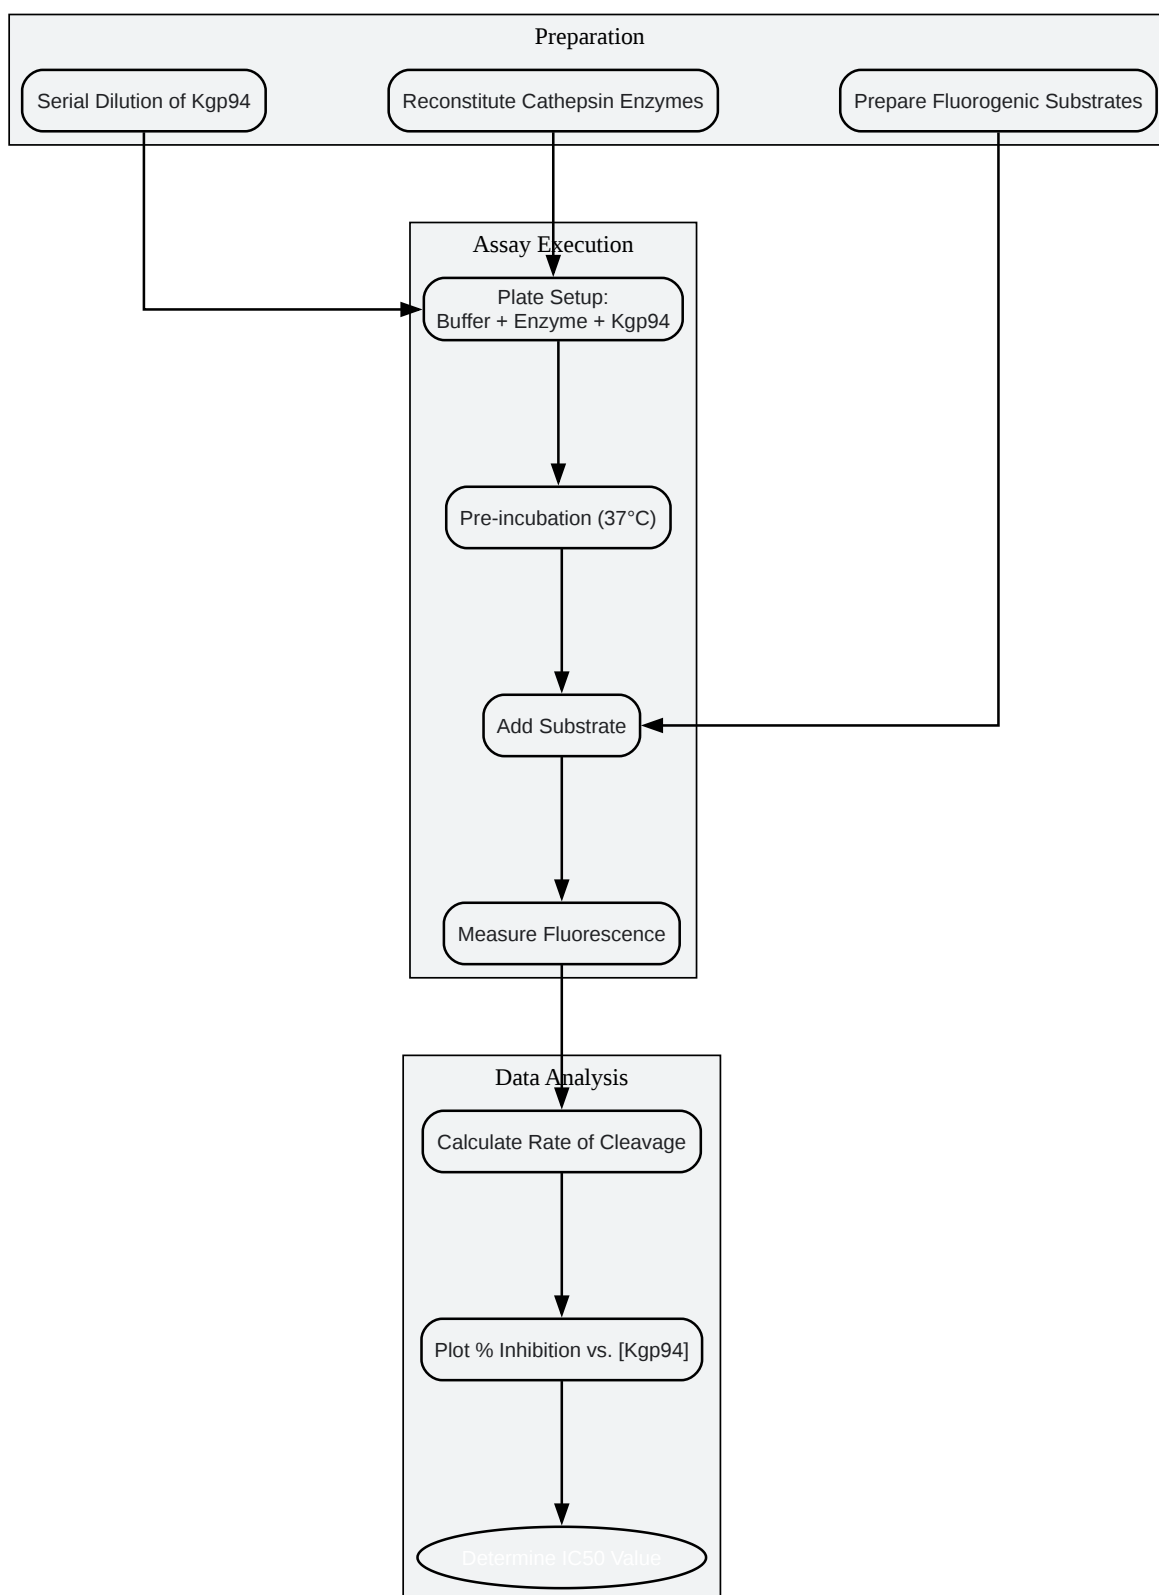 Preparation
Serial Dilution of Kgp94
Reconstitute Cathepsin Enzymes
Prepare Fluorogenic Substrates
Assay Execution
Plate Setup:
Buffer + Enzyme + Kgp94
Pre-incubation (37°C)
Add Substrate
Measure Fluorescence
Data Analysis
Calculate Rate of Cleavage
Plot % Inhibition vs. [Kgp94]
Determine IC50 Value